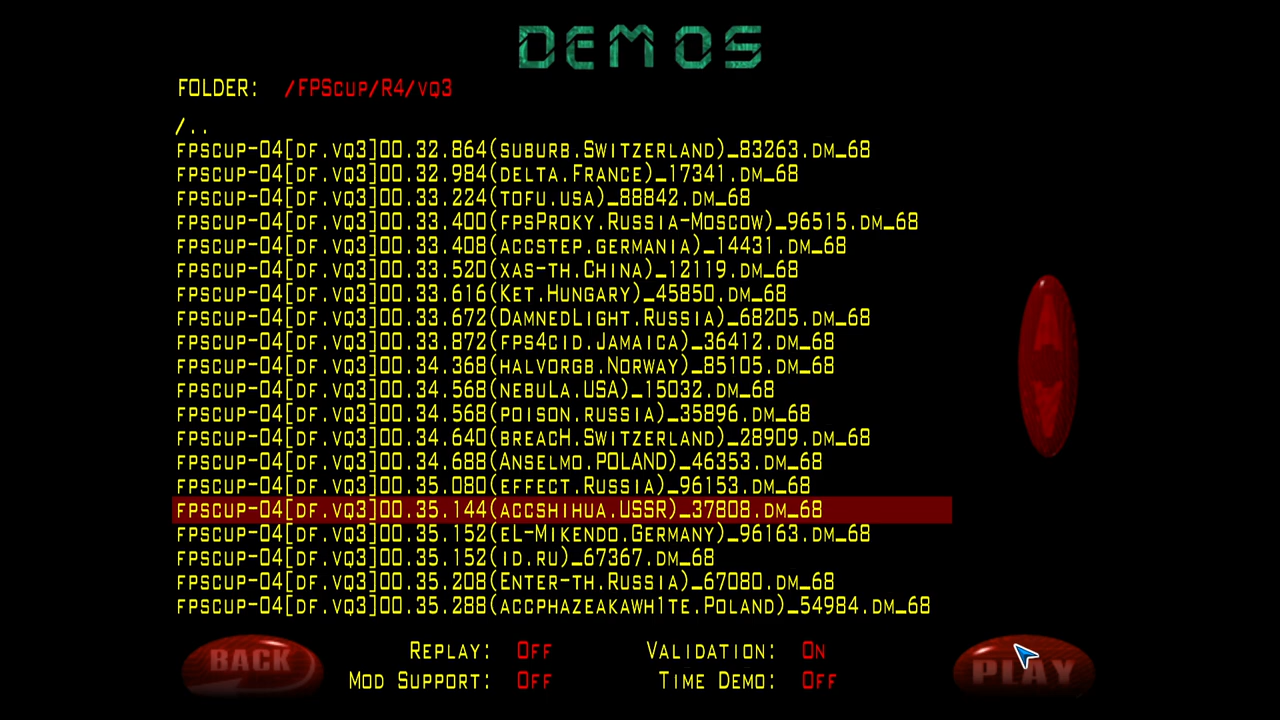 DEMOS
FOLDER: /FPScup/R4/vq3
/..
fpscup-04[df.vq3]00.32.864(suburb.Switzerland)_83263.dm_68
fpscup-04[df.vq3]00.32.984(delta.France)_17341.dm_68
fpscup-04[df.vq3]00.33.224(tofu.usa)_88842.dm_68
fpscup-04[df.vq3]00.33.400(fpsProky.Russia-Moscow)_96515.dm_68
fpscup-04[df.vq3]00.33.408(accstep.germania)_14431.dm_68
fpscup-04[df.vq3]00.33.520(xas-th.China)_12119.dm_68
fpscup-04[df.vq3]00.33.616(Ket.Hungary)_45850.dm_68
fpscup-04[df.vq3]00.33.672(DamnedLight.Russia)_68205.dm_68
fpscup-04[df.vq3]00.33.872(fps4cid.Jamaica)_36412.dm_68
fpscup-04[df.vq3]00.34.368(halvorgb.Norway)_85105.dm_68
fpscup-04[df.vq3]00.34.568(nebuLa.USA)_15032.dm_68
fpscup-04[df.vq3]00.34.568(poison.russia)_35896.dm_68
fpscup-04[df.vq3]00.34.640(breacH.Switzerland)_28909.dm_68
fpscup-04[df.vq3]00.34.688(Anselmo.POLAND)_46353.dm_68
fpscup-04[df.vq3]00.35.080(effect.Russia)_96153.dm_68
fpscup-04[df.vq3]00.35.144(accshihua.USSR)_37808.dm_68
fpscup-04[df.vq3]00.35.152(eL-Mikendo.Germany)_96163.dm_68
fpscup-04[df.vq3]00.35.152(id.ru)_67367.dm_68
fpscup-04[df.vq3]00.35.208(Enter-th.Russia)_67080.dm_68
fpscup-04[df.vq3]00.35.288(accphazeakawh1te.Poland)_54984.dm_68
BACK
Replay: Off
Validation: On
PLAY
Mod Support: Off
Time Demo: Off